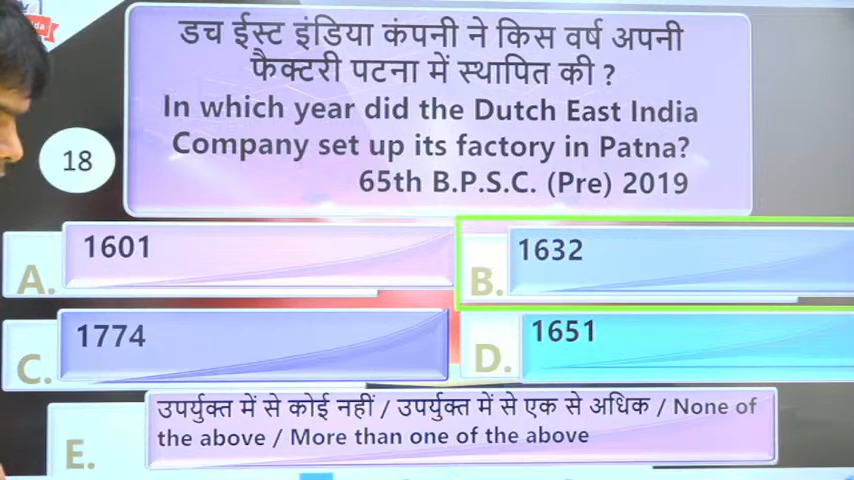 डच ईस्ट इंडिया कंपनी ने किस वर्ष अपनी
फैक्टरी पटना में स्थापित की ?
In which year did the Dutch East India
Company set up its factory in Patna?
65th B.P.S.C. (Pre) 2019
18
A. 1601
B. 1632
C. 1774
D. 1651
E. उपर्युक्त में से कोई नहीं / उपर्युक्त में से एक से अधिक / None of
the above / More than one of the above